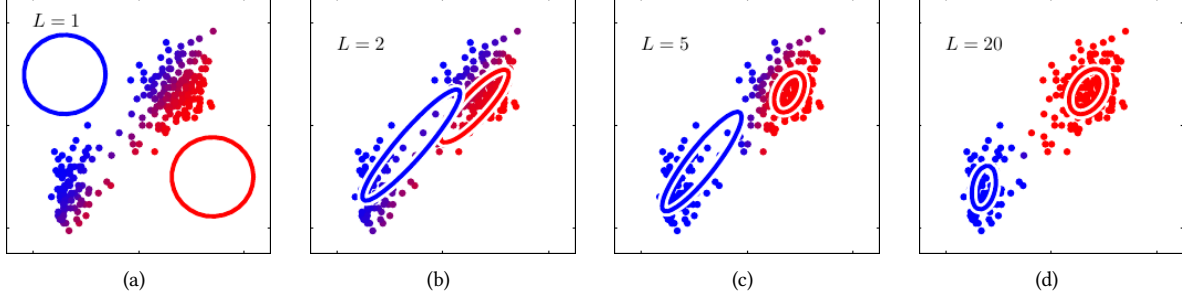 L = 1
L = 2
L = 5
L = 20
(a)
(b)
(c)
(d)